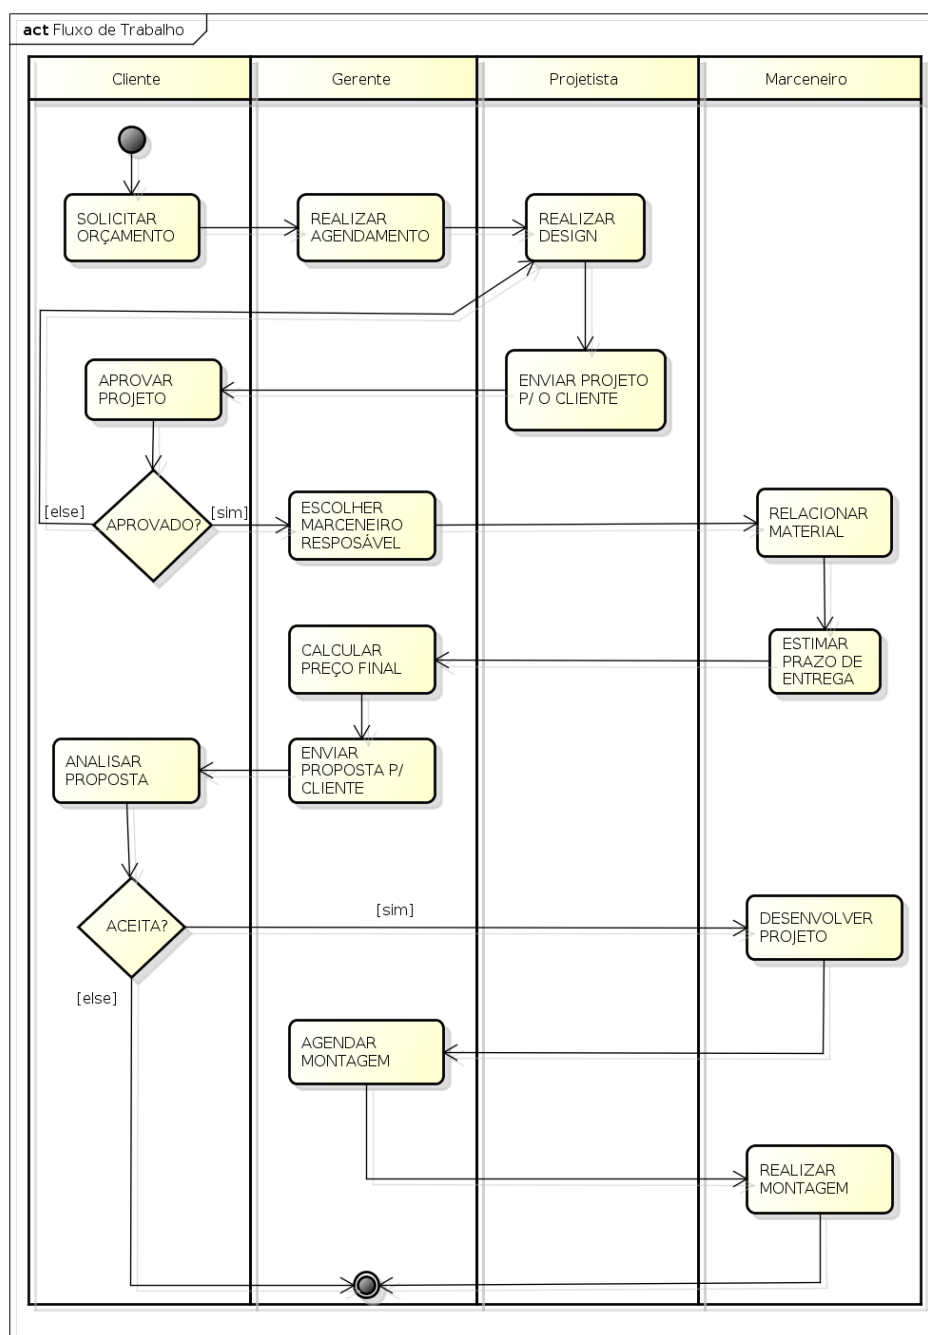 act Fluxo de Trabalho
Cliente
Gerente
Projetista
Marceneiro
SOLICITAR
ORÇAMENTO
REALIZAR
AGENDAMENTO
REALIZAR
DESIGN
APROVAR
PROJETO
ENVIAR PROJETO
P/ O CLIENTE
[else]
APROVADO?
[sim]
ESCOLHER
MARCENEIRO
RESPOSÁVEL
RELACIONAR
MATERIAL
CALCULAR
PREÇO FINAL
ESTIMAR
PRAZO DE
ENTREGA
ANALISAR
PROPOSTA
ENVIAR
PROPOSTA P/
CLIENTE
ACEITA?
[sim]
DESENVOLVER
PROJETO
[else]
AGENDAR
MONTAGEM
REALIZAR
MONTAGEM